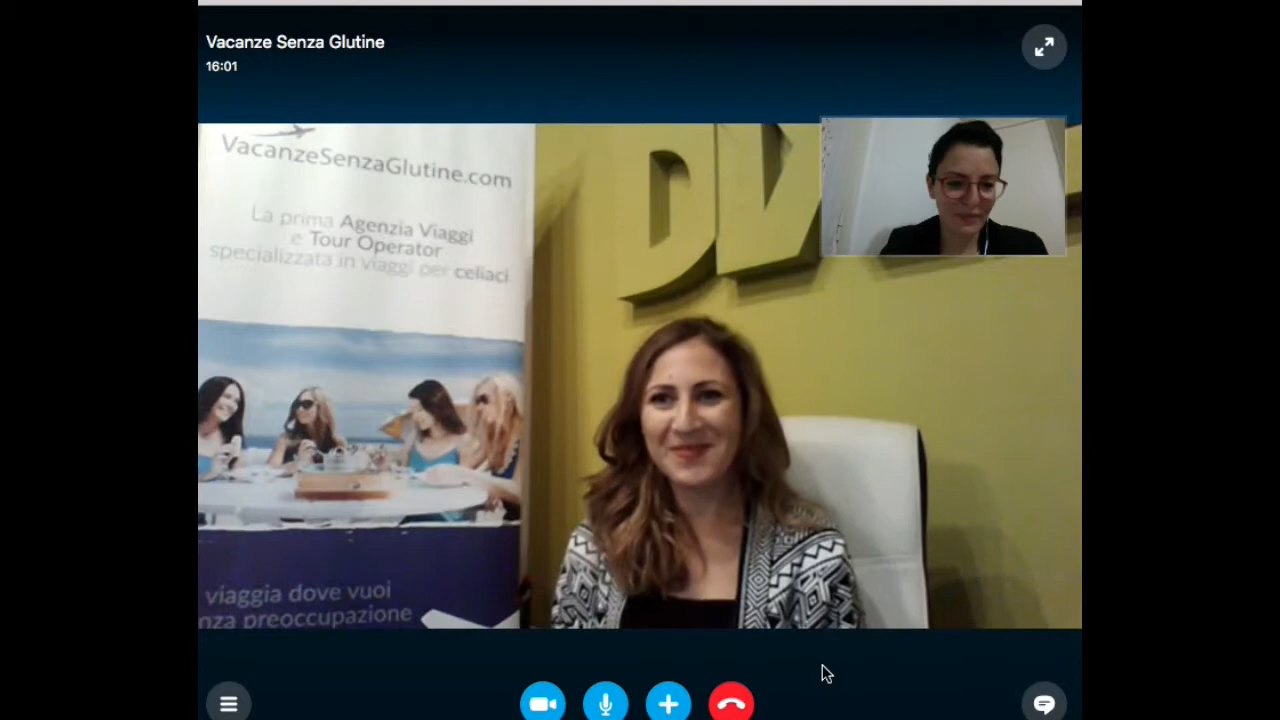 Vacanze Senza Glutine
16:01
VacanzeSenzaGlutine.com
La prima Agenzia Viaggi
e Tour Operator
specializzata in viaggi per celiaci
DV
viaggia dove vuoi
nza preoccupazione